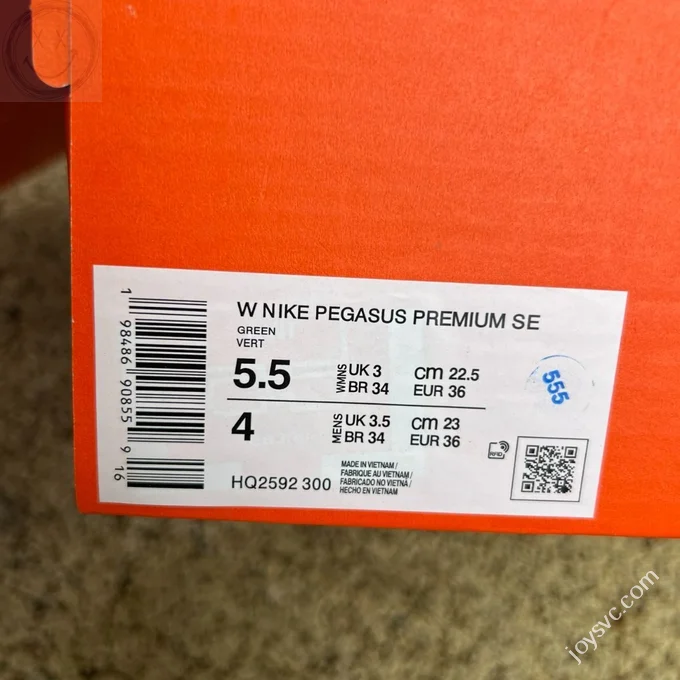 W NIKE PEGASUS PREMIUM SE
GREEN
VERT
5.5 WMNS UK 3 cm 22.5
BR 34 EUR 36
4 MENS UK 3.5 cm 23
BR 34 EUR 36
HQ2592 300
MADE IN VIETNAM /
FABRIQUE AU VIETNAM /
FABRICADO NO VIETNÃ /
HECHO EN VIETNAM
1 98486 90855 9 16
555
RFID
joysvc.com